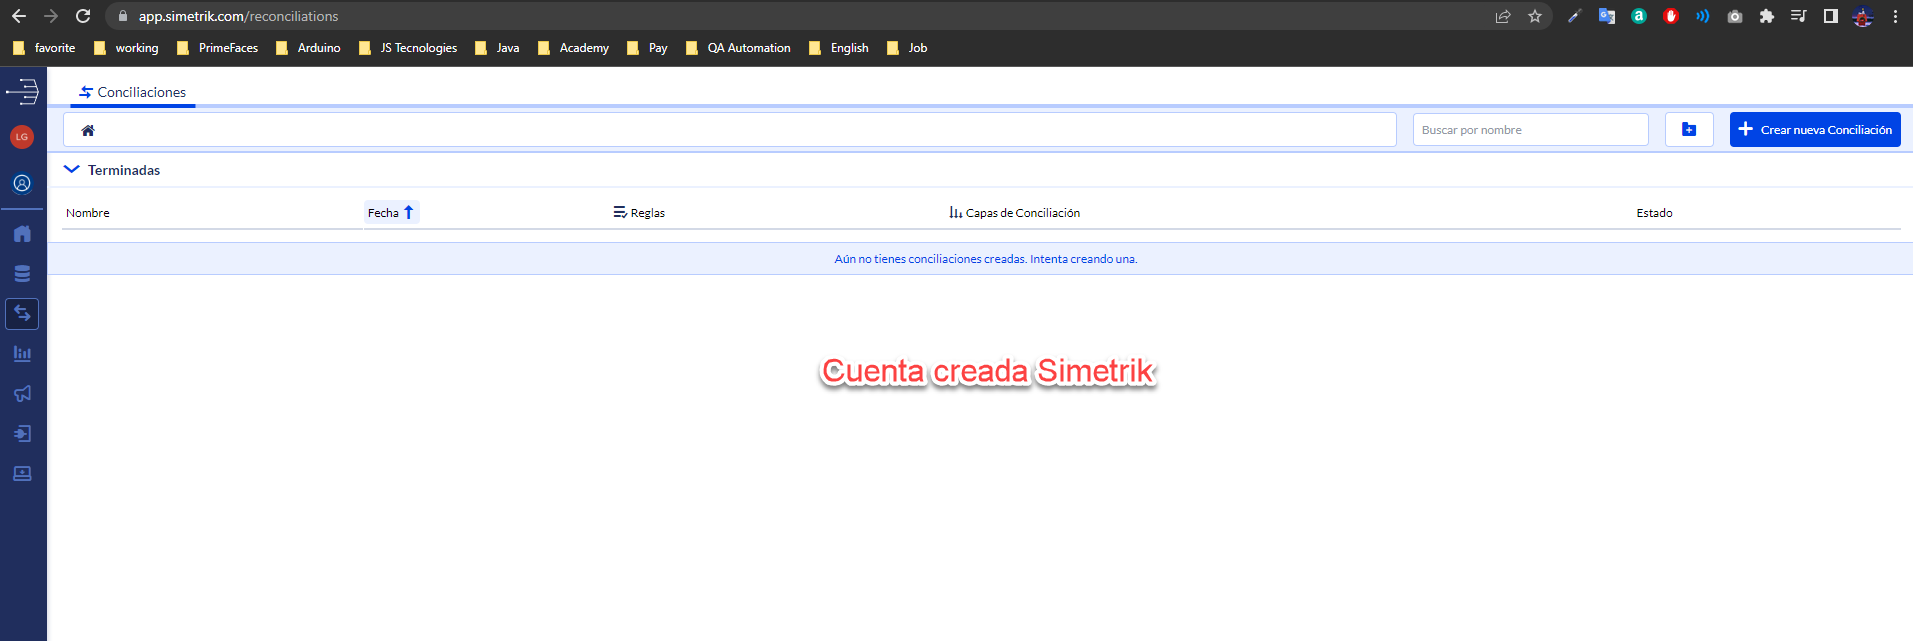 app.simetrik.com/reconciliations
favorite working PrimeFaces Arduino JS Tecnologies Java Academy Pay QA Automation English Job
Conciliaciones
LG
Buscar por nombre
Crear nueva Conciliación
Terminadas
Nombre Fecha Reglas Capas de Conciliación Estado
Aún no tienes conciliaciones creadas. Intenta creando una.
Cuenta creada Simetrik